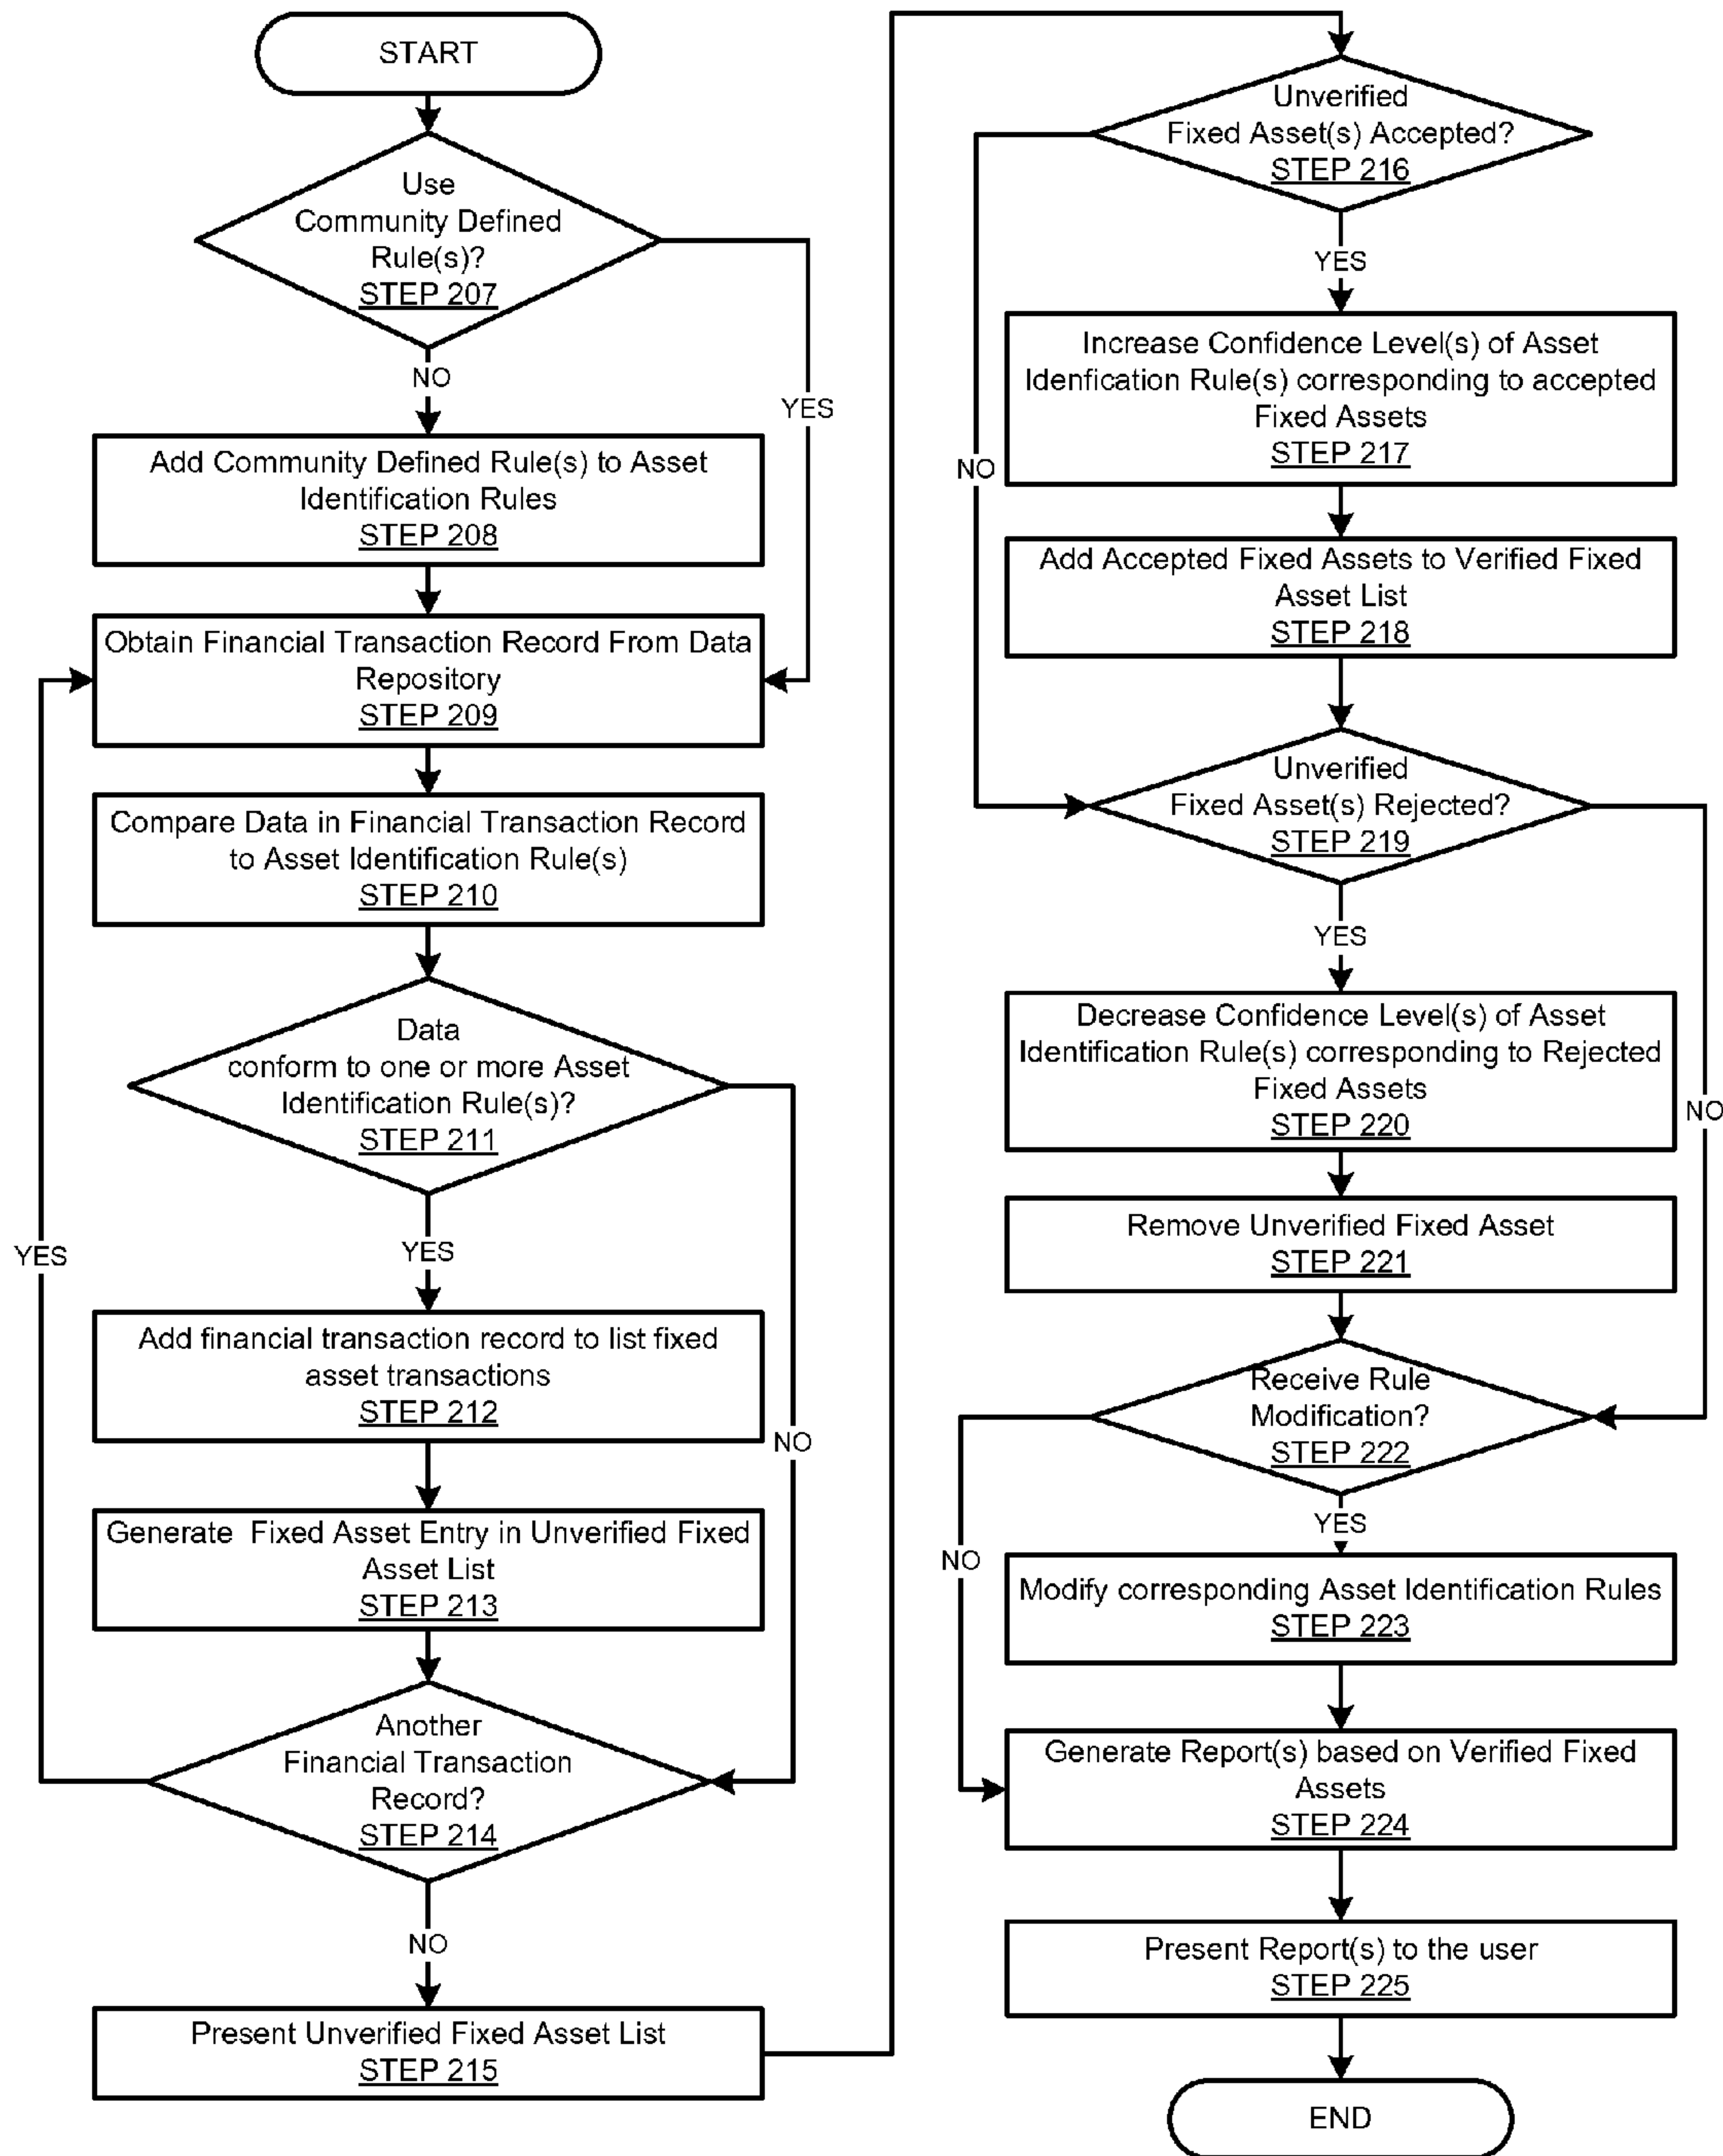 START
Use
Community Defined
Rule(s)?
STEP 207
NO
YES
Add Community Defined Rule(s) to Asset
Identification Rules
STEP 208
Obtain Financial Transaction Record From Data
Repository
STEP 209
Compare Data in Financial Transaction Record
to Asset Identification Rule(s)
STEP 210
Data
conform to one or more Asset
Identification Rule(s)?
STEP 211
YES
YES
NO
Add financial transaction record to list fixed
asset transactions
STEP 212
Generate Fixed Asset Entry in Unverified Fixed
Asset List
STEP 213
Another
Financial Transaction
Record?
STEP 214
NO
Present Unverified Fixed Asset List
STEP 215
Unverified
Fixed Asset(s) Accepted?
STEP 216
YES
NO
Increase Confidence Level(s) of Asset
Idenfication Rule(s) corresponding to accepted
Fixed Assets
STEP 217
Add Accepted Fixed Assets to Verified Fixed
Asset List
STEP 218
Unverified
Fixed Asset(s) Rejected?
STEP 219
YES
NO
Decrease Confidence Level(s) of Asset
Identification Rule(s) corresponding to Rejected
Fixed Assets
STEP 220
Remove Unverified Fixed Asset
STEP 221
Receive Rule
Modification?
STEP 222
YES
NO
Modify corresponding Asset Identification Rules
STEP 223
Generate Report(s) based on Verified Fixed
Assets
STEP 224
Present Report(s) to the user
STEP 225
END